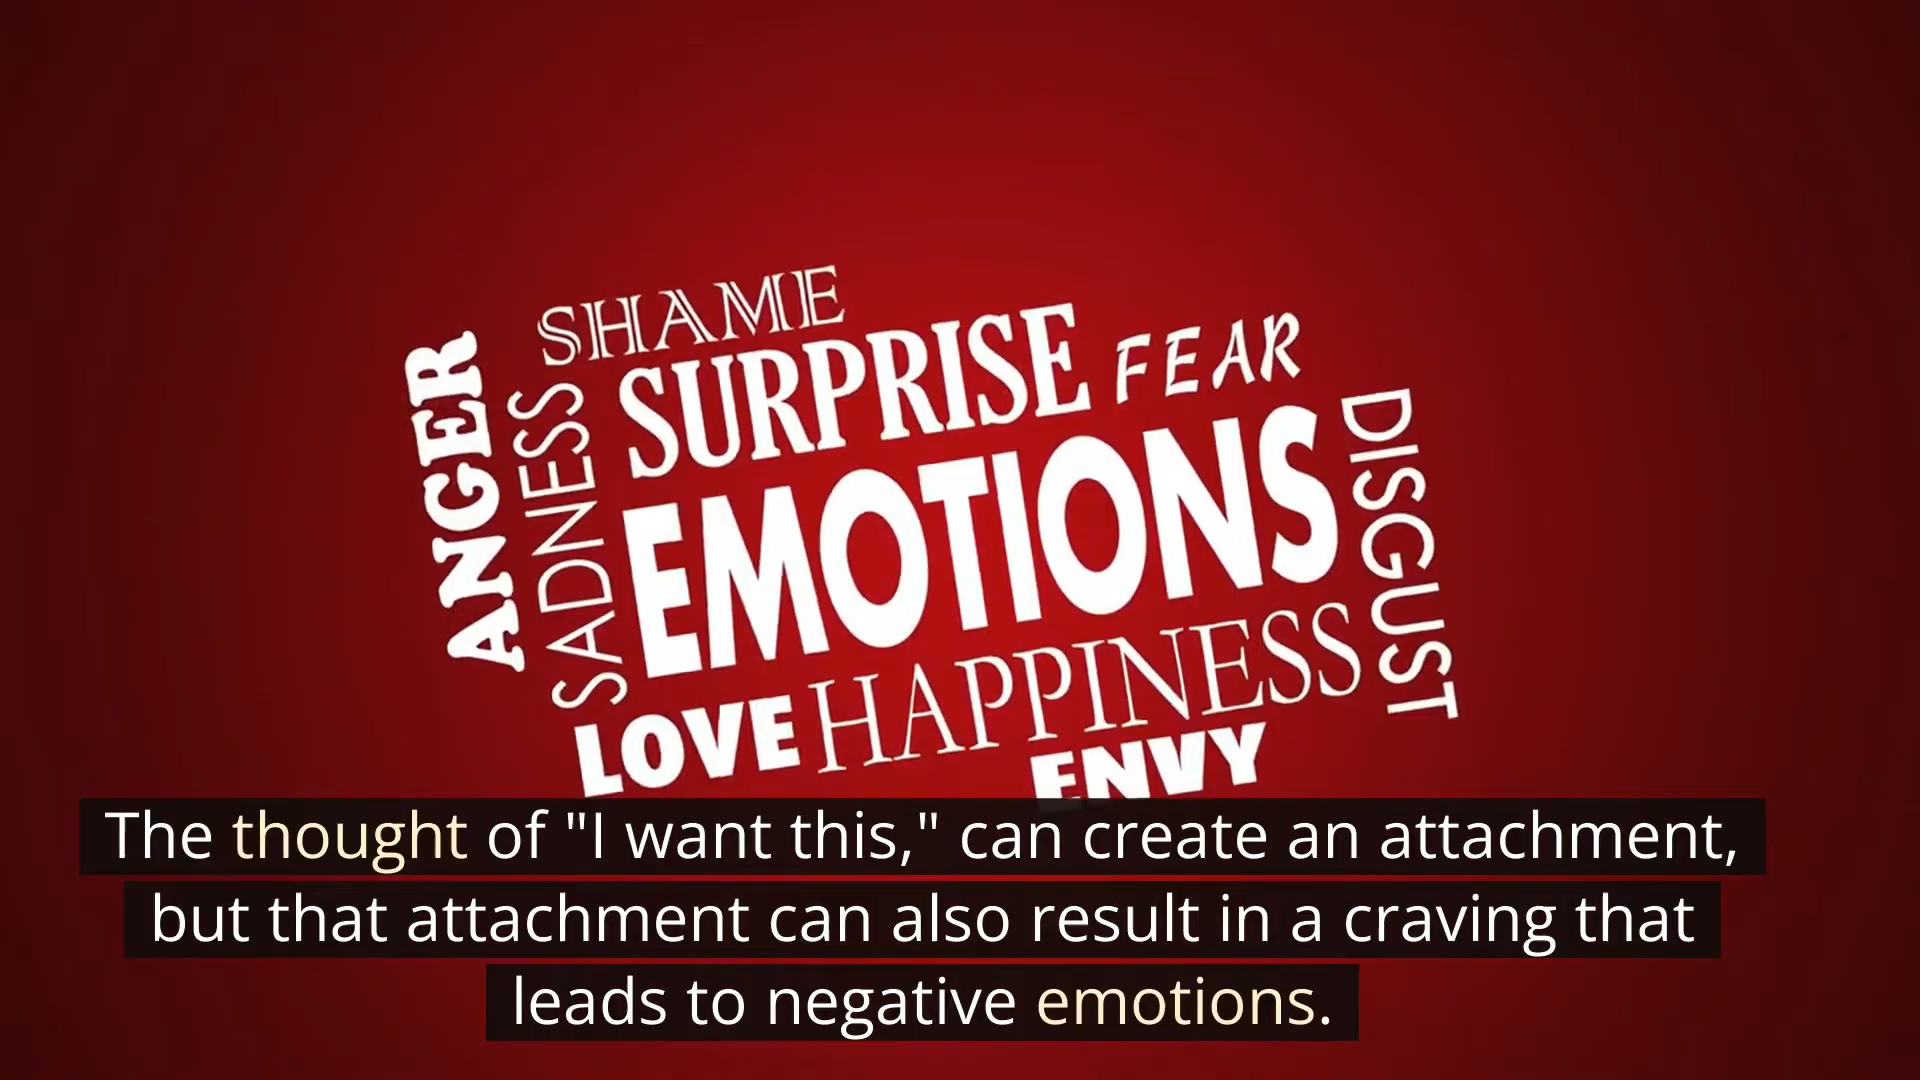 SHAME
ANGER
SADNESS
SURPRISE
FEAR
EMOTIONS
DISGUST
LOVE
HAPPINESS
ENVY
The thought of "I want this," can create an attachment,
but that attachment can also result in a craving that
leads to negative emotions.